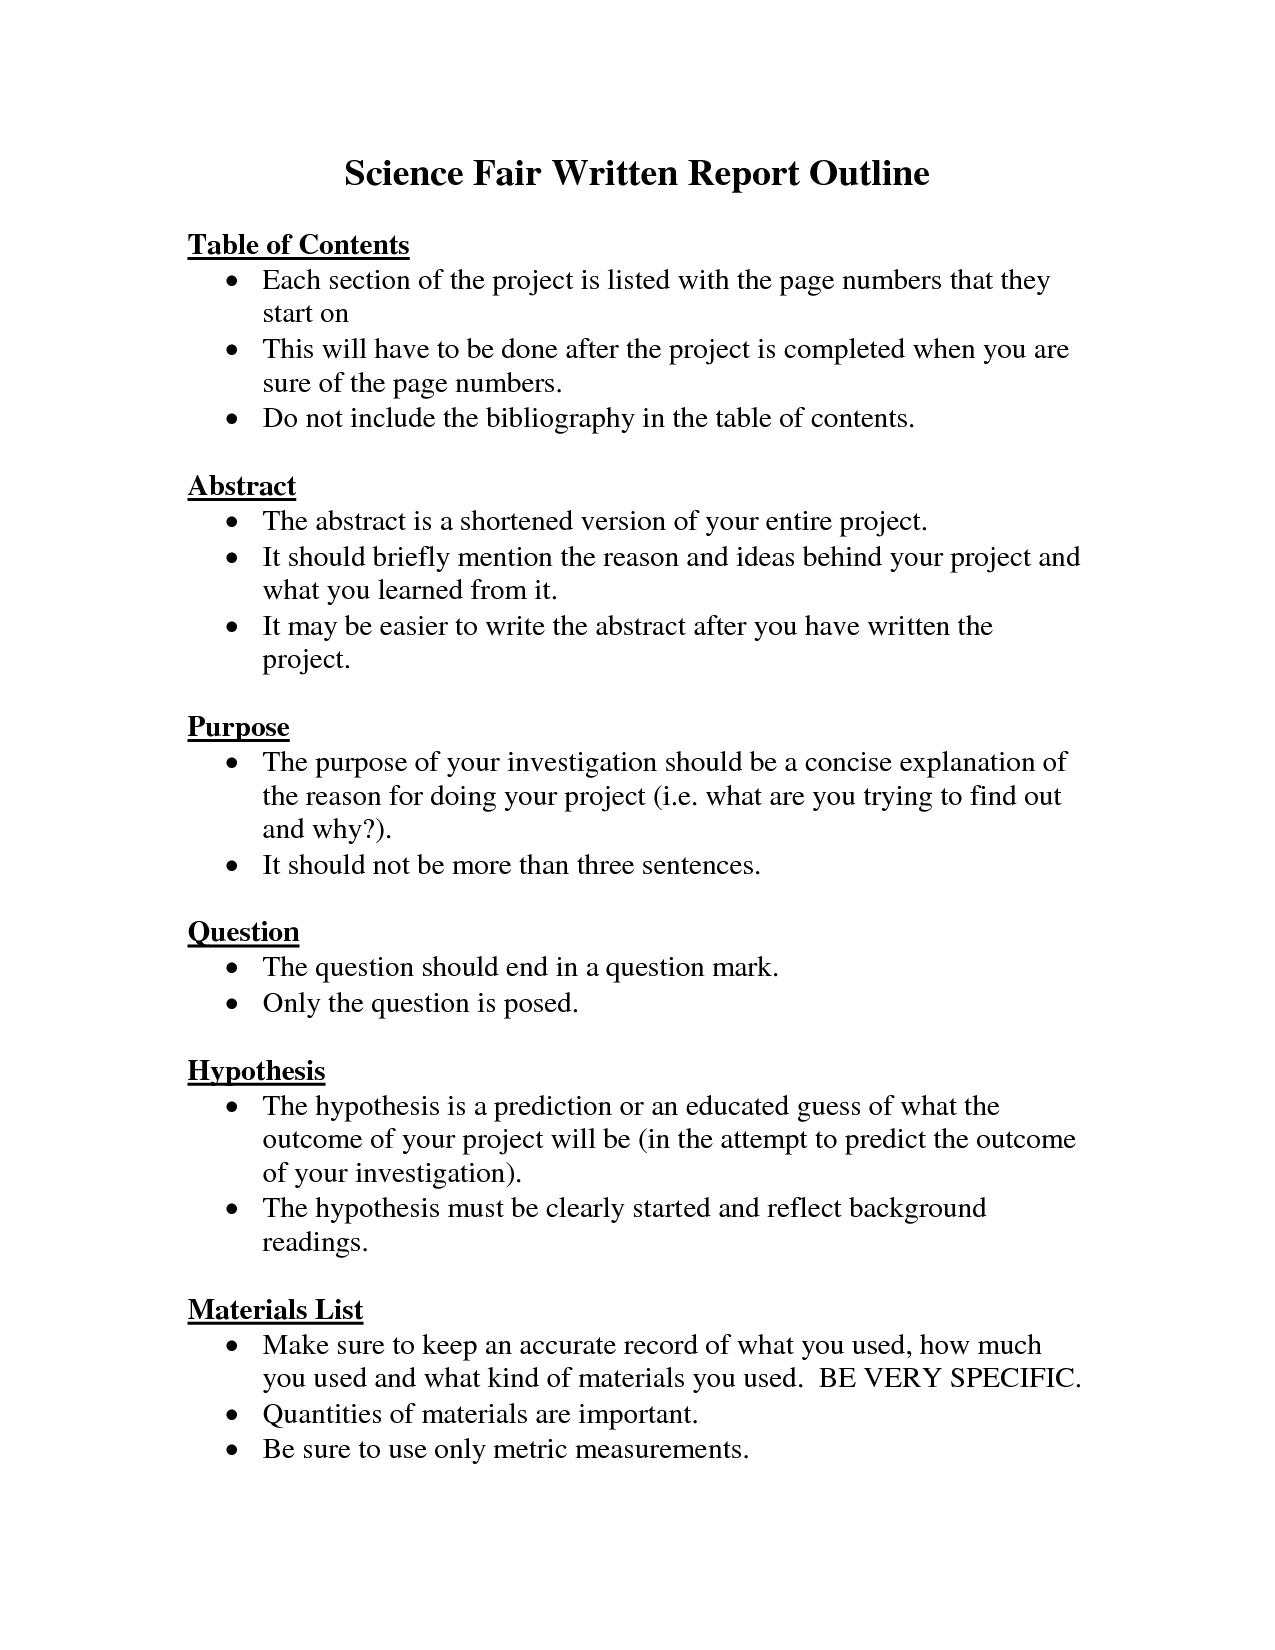 Science Fair Written Report Outline
Table of Contents
• Each section of the project is listed with the page numbers that they
start on
• This will have to be done after the project is completed when you are
sure of the page numbers.
• Do not include the bibliography in the table of contents.
Abstract
• The abstract is a shortened version of your entire project.
• It should briefly mention the reason and ideas behind your project and
what you learned from it.
• It may be easier to write the abstract after you have written the
project.
Purpose
• The purpose of your investigation should be a concise explanation of
the reason for doing your project (i.e. what are you trying to find out
and why?).
• It should not be more than three sentences.
Question
• The question should end in a question mark.
• Only the question is posed.
Hypothesis
• The hypothesis is a prediction or an educated guess of what the
outcome of your project will be (in the attempt to predict the outcome
of your investigation).
• The hypothesis must be clearly started and reflect background
readings.
Materials List
• Make sure to keep an accurate record of what you used, how much
you used and what kind of materials you used.  BE VERY SPECIFIC.
• Quantities of materials are important.
• Be sure to use only metric measurements.